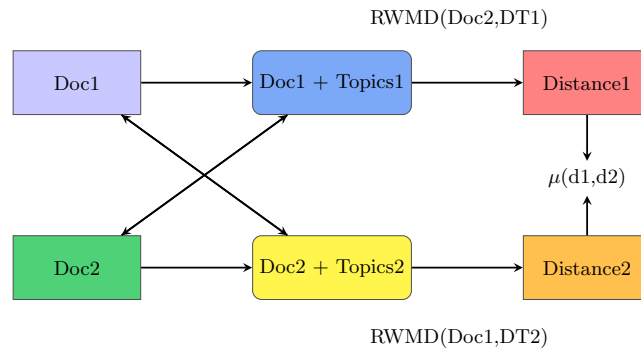 RWMD(Doc2,DT1)
Doc1
Doc1 + Topics1
Distance1
μ(d1,d2)
Doc2
Doc2 + Topics2
Distance2
RWMD(Doc1,DT2)